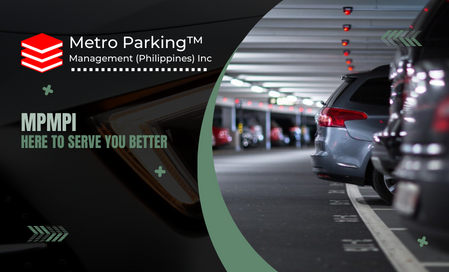 Metro Parking™
Management (Philippines) Inc
MPMPI
HERE TO SERVE YOU BETTER